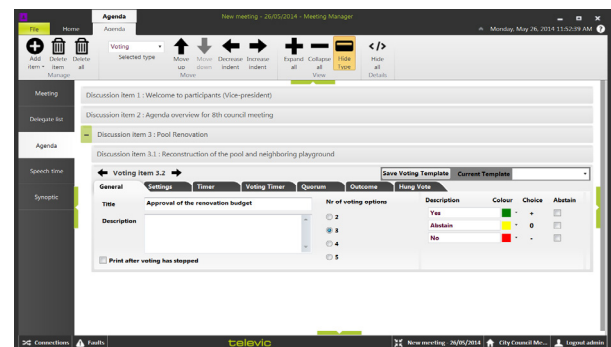 Agenda
New meeting - 26/05/2014 - Meeting Manager
File Home Agenda
Monday, May 26, 2014 11:52:39 AM
Add item Delete item Delete all
Manage
Voting
Selected type
Move up Move down Decrease indent Increase indent
Move
Expand all Collapse all Hide Type
View
</> Hide all
Details
Meeting
Delegate list
Agenda
Speech time
Synoptic
Discussion item 1 : Welcome to participants (Vice-president)
Discussion item 2 : Agenda overview for 8th council meeting
Discussion item 3 : Pool Renovation
Discussion item 3.1 : Reconstruction of the pool and neighboring playground
Voting item 3.2
Save Voting Template Current Template
General Settings Timer Voting Timer Quorum Outcome Hung Vote
Title Approval of the renovation budget
Description
Print after voting has stopped
Nr of voting options
2
3
4
5
Description Colour Choice Abstain
Yes +
Abstain 0
No -
Connections Faults televic New meeting 26/05/2014 City Council Me... Logout admin